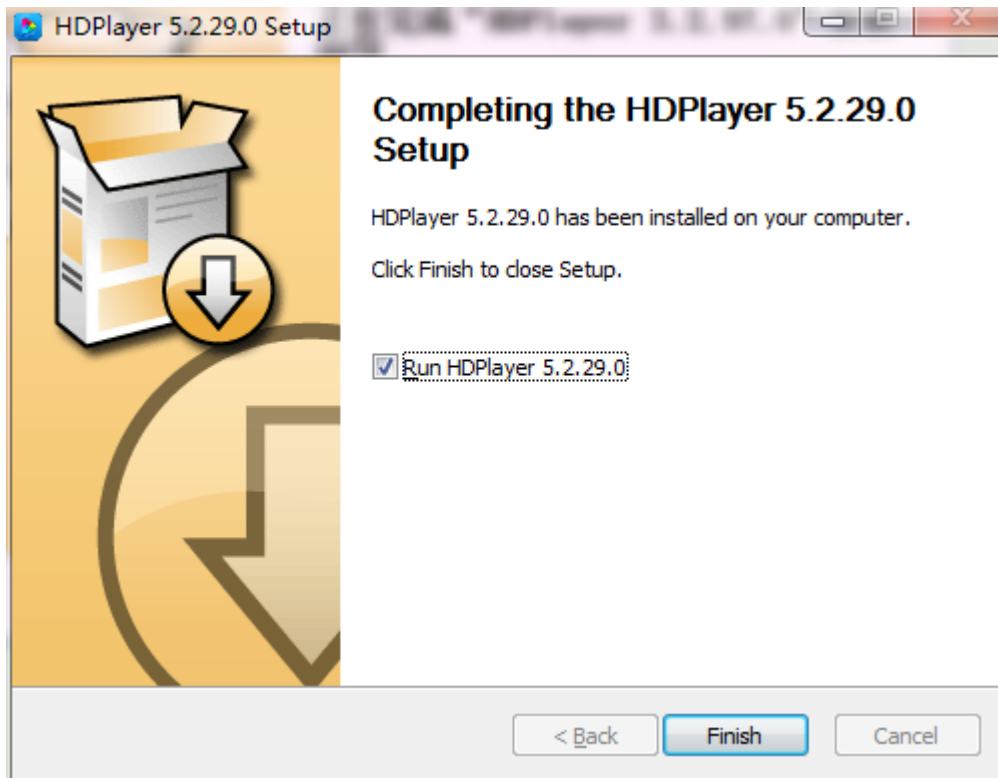 HDPlayer 5.2.29.0 Setup
Completing the HDPlayer 5.2.29.0
Setup
HDPlayer 5.2.29.0 has been installed on your computer.
Click Finish to close Setup.
Run HDPlayer 5.2.29.0
< Back
Finish
Cancel